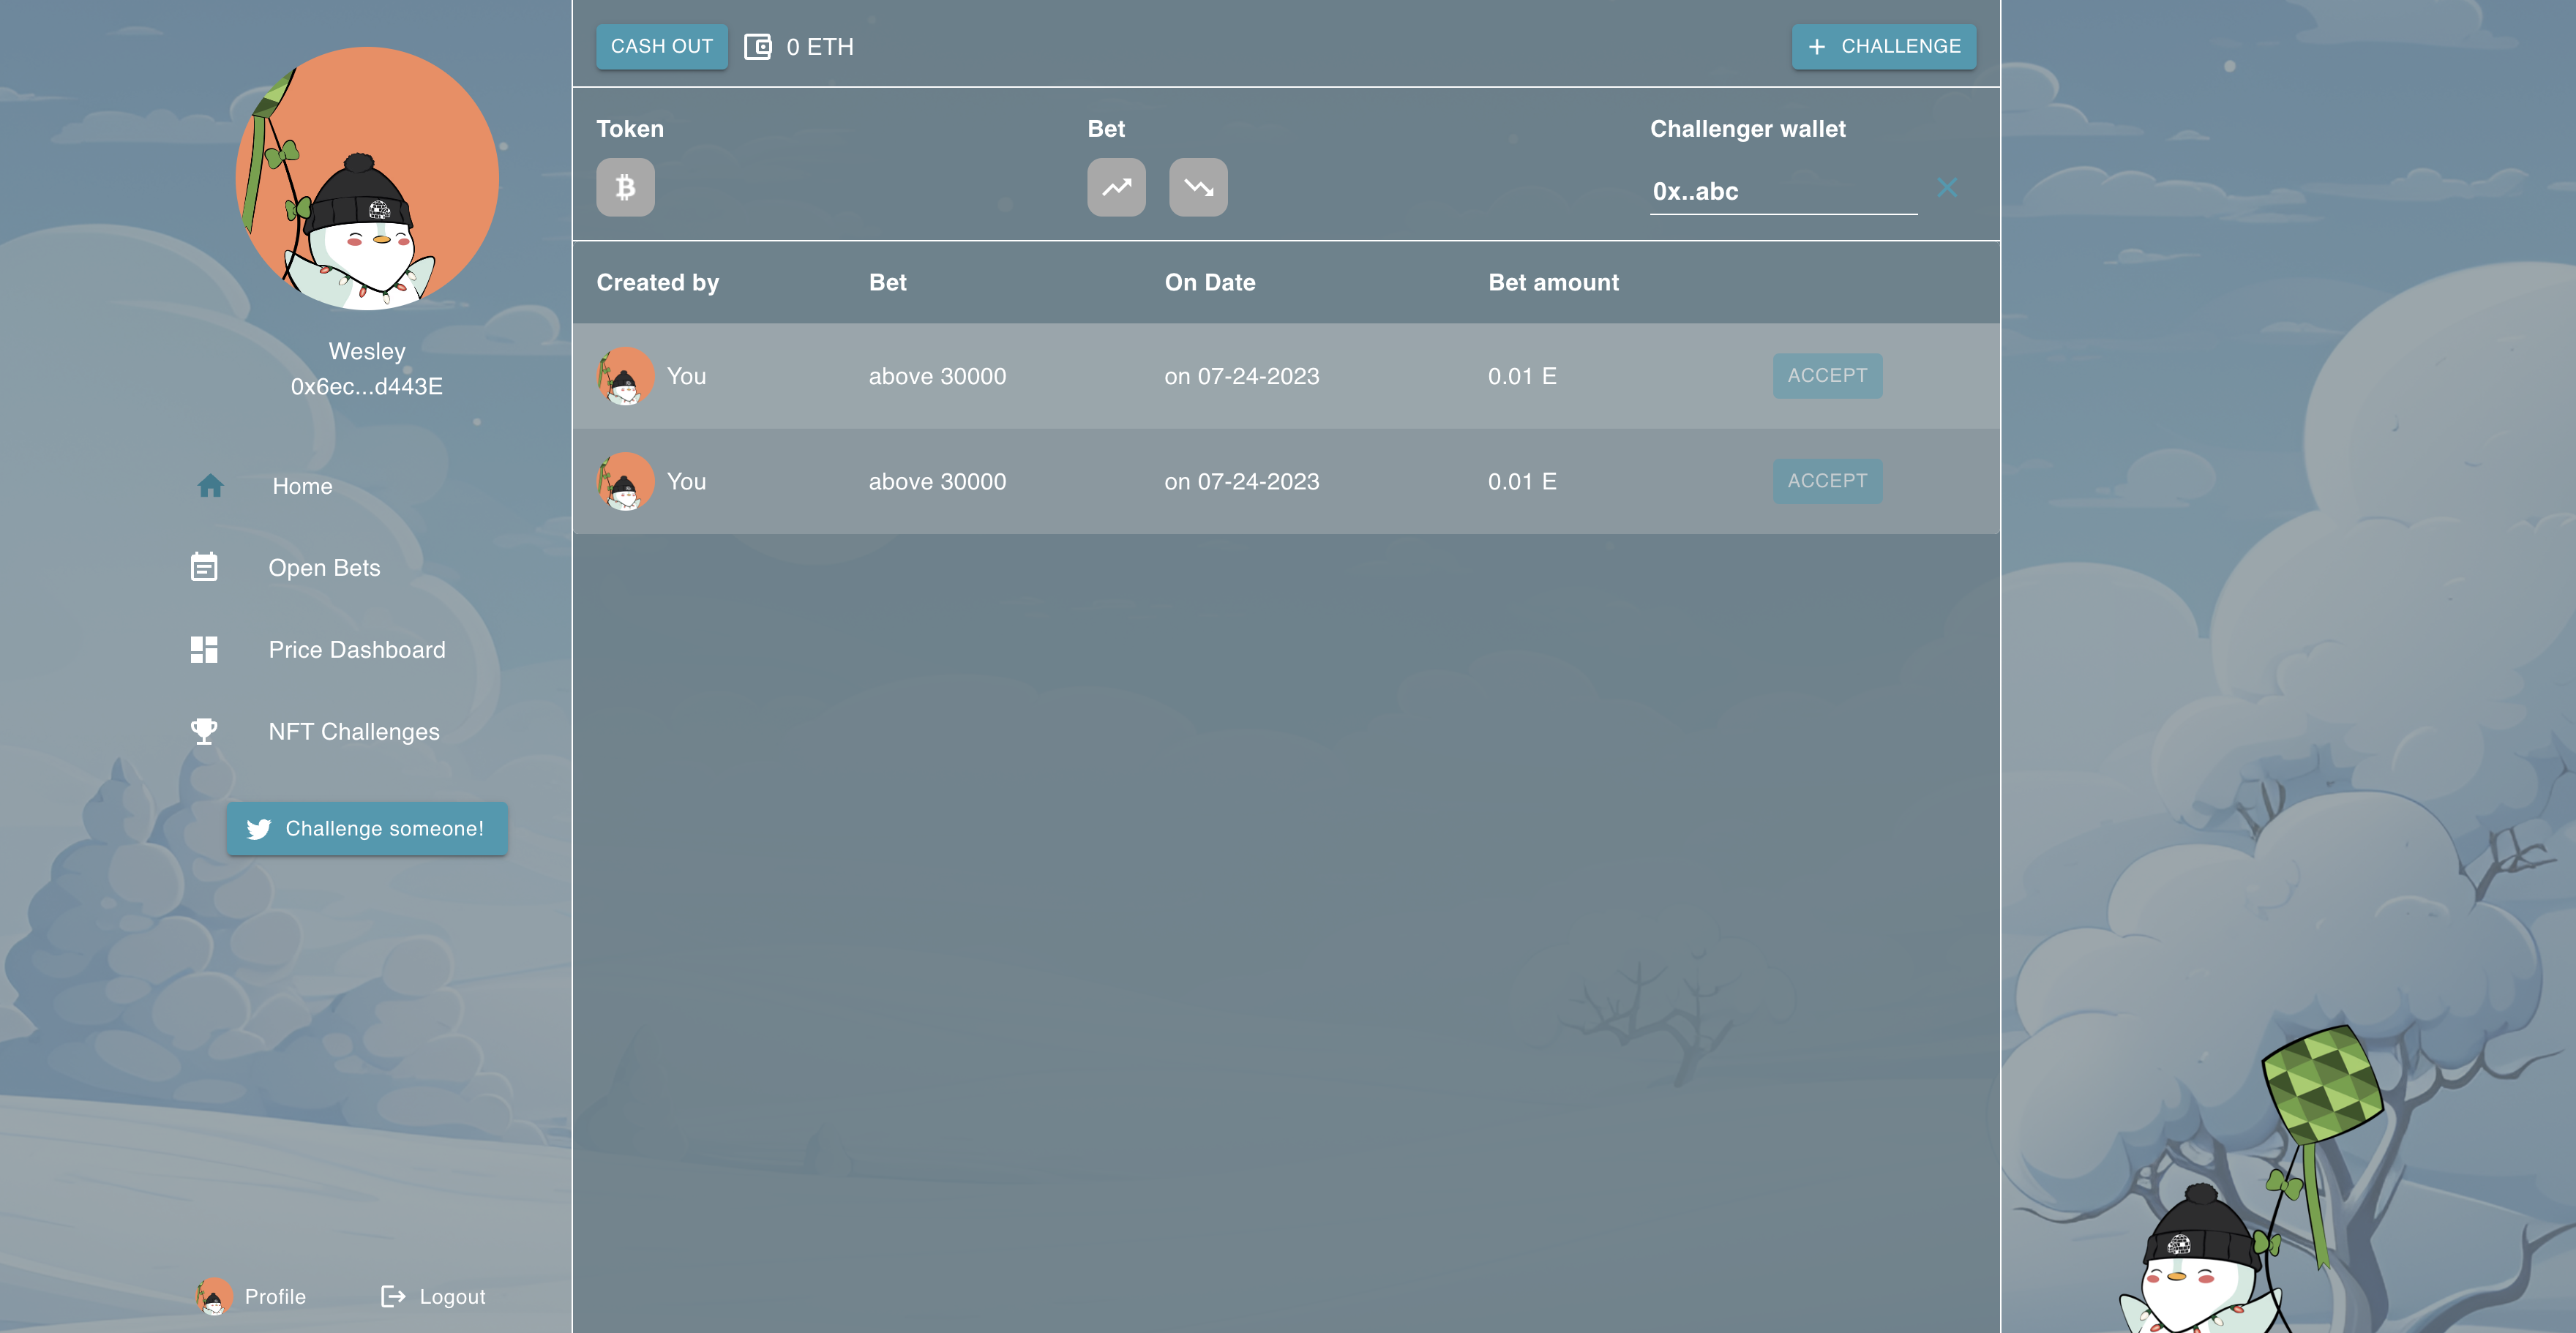 Wesley
0x6ec...d443E
Home
Open Bets
Price Dashboard
NFT Challenges
Challenge someone!
Profile
Logout
CASH OUT 0 ETH
+ CHALLENGE
Token Bet Challenger wallet
0x..abc
Created by Bet On Date Bet amount
You above 30000 on 07-24-2023 0.01 E ACCEPT
You above 30000 on 07-24-2023 0.01 E ACCEPT